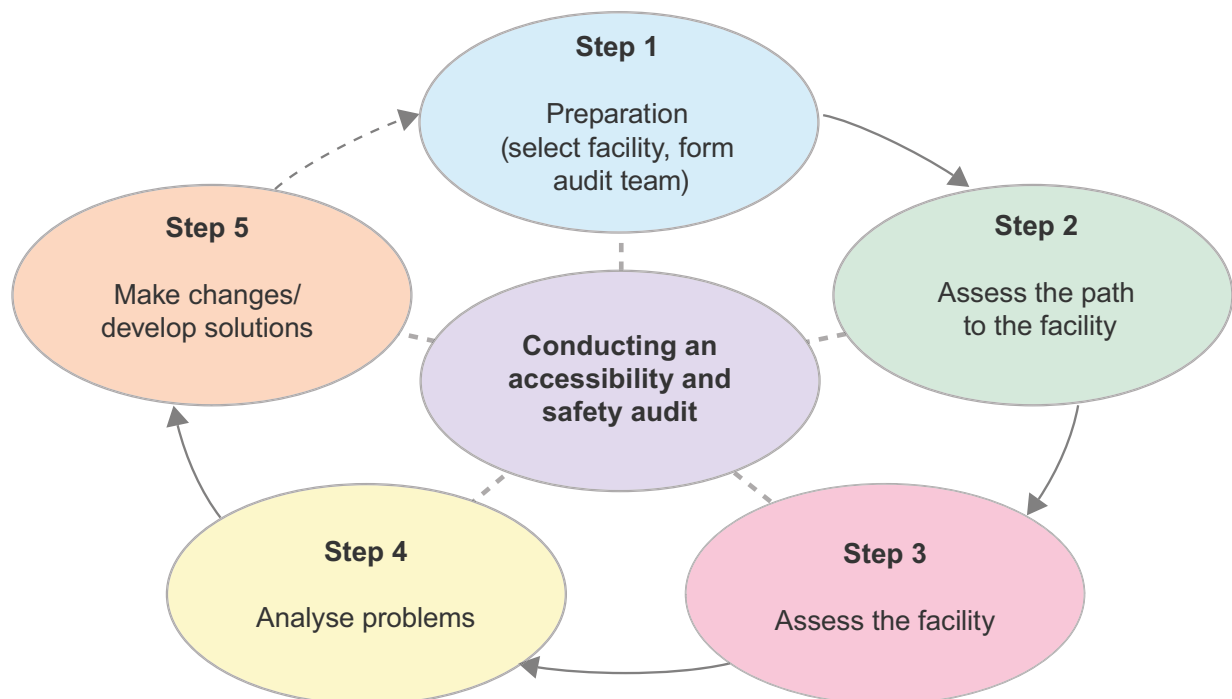 Step 1
Preparation
(select facility, form
audit team)
Step 2
Assess the path
to the facility
Step 3
Assess the facility
Step 4
Analyse problems
Step 5
Make changes/
develop solutions
Conducting an
accessibility and
safety audit